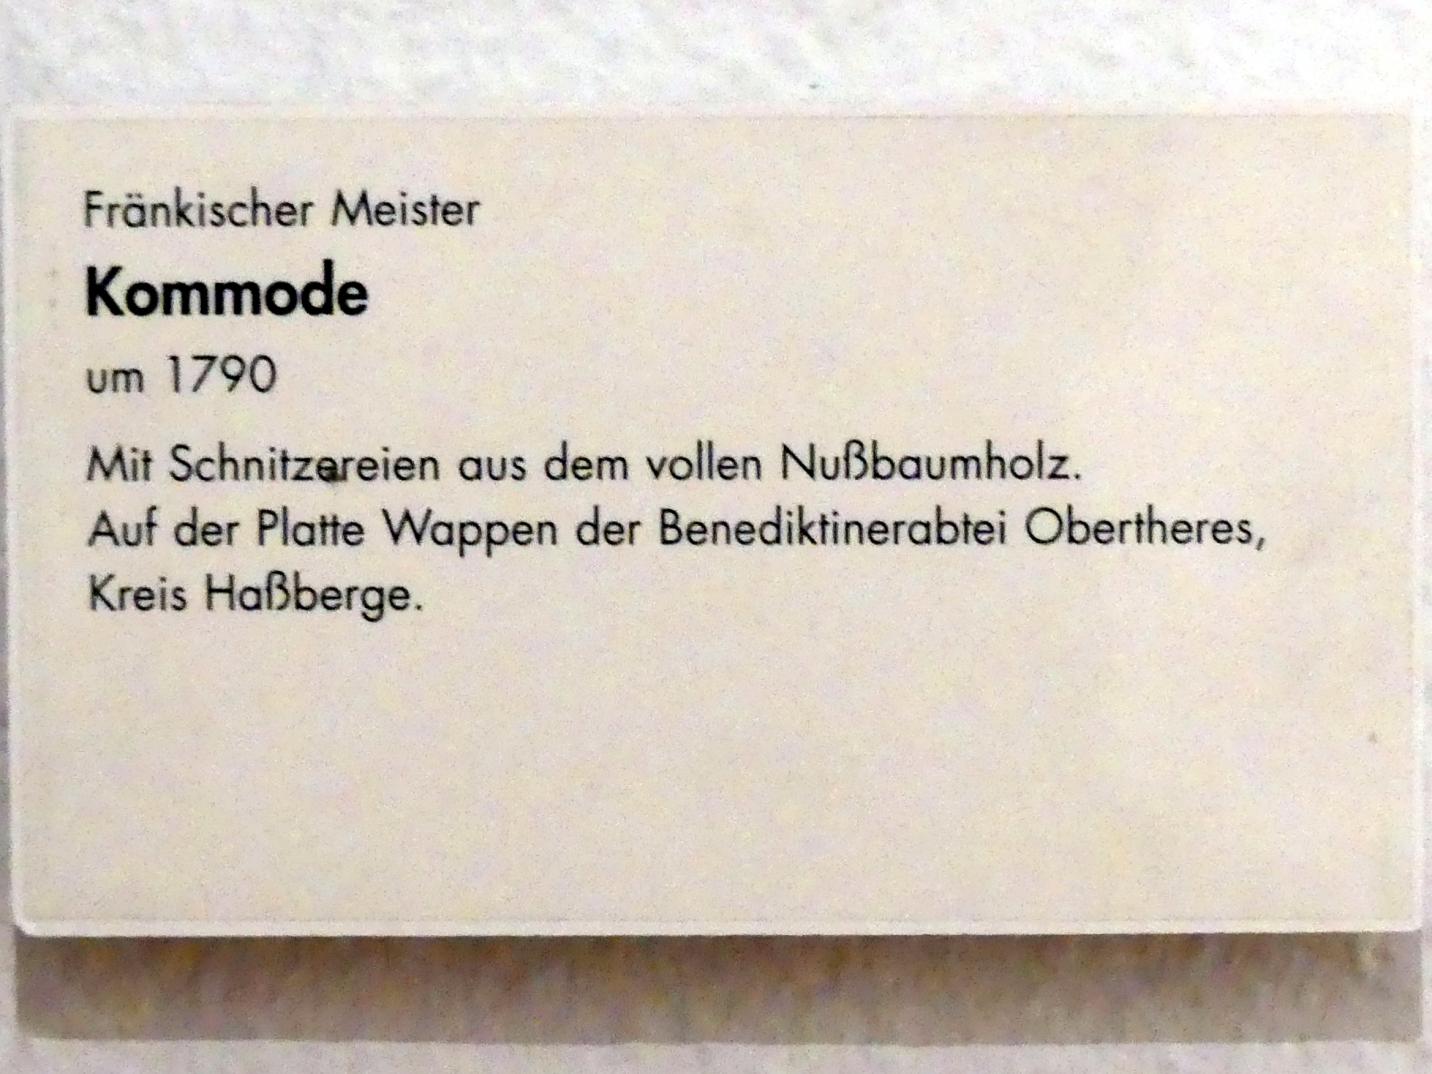 Fränkischer Meister
Kommode
um 1790
Mit Schnitzereien aus dem vollen Nußbaumholz.
Auf der Platte Wappen der Benediktinerabtei Obertheres,
Kreis Haßberge.